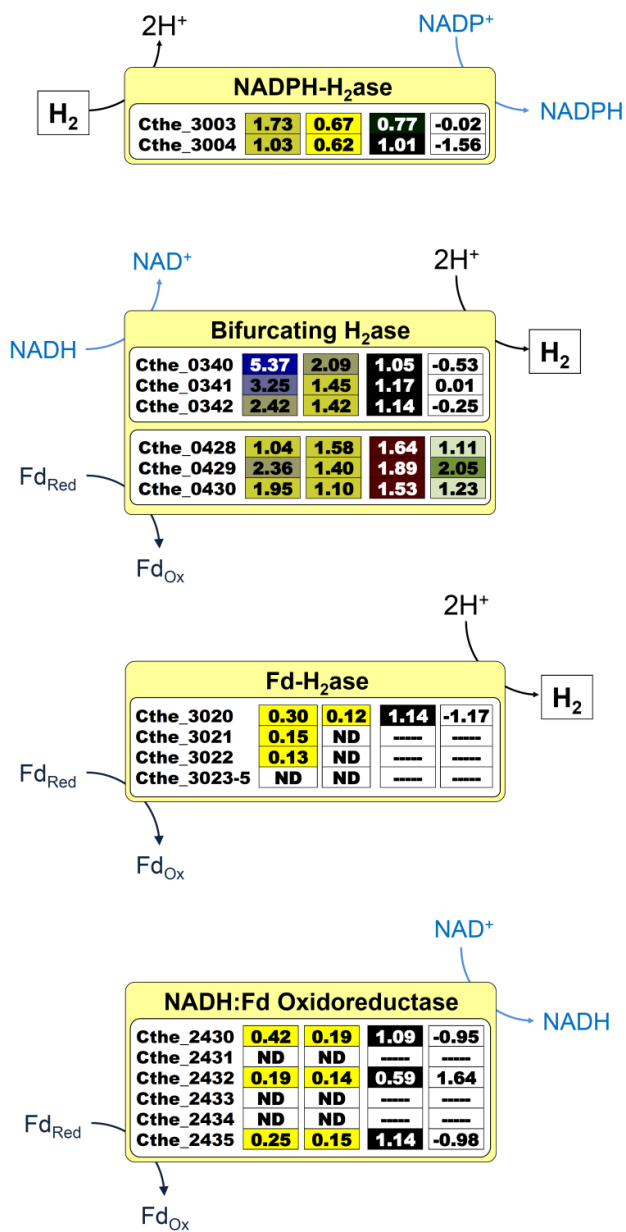 2H⁺ NADP⁺
NADPH-H₂ase
H₂ NADPH
Cthe_3003 1.73 0.67 0.77 -0.02
Cthe_3004 1.03 0.62 1.01 -1.56
NAD⁺ 2H⁺
Bifurcating H₂ase
NADH H₂
Cthe_0340 5.37 2.09 1.05 -0.53
Cthe_0341 3.25 1.45 1.17 0.01
Cthe_0342 2.42 1.42 1.14 -0.25
Cthe_0428 1.04 1.58 1.64 1.11
Cthe_0429 2.36 1.40 1.89 2.05
Cthe_0430 1.95 1.10 1.53 1.23
Fd_Red
Fd_Ox
2H⁺
Fd-H₂ase
H₂
Cthe_3020 0.30 0.12 1.14 -1.17
Cthe_3021 0.15 ND ----- -----
Cthe_3022 0.13 ND ----- -----
Cthe_3023-5 ND ND ----- -----
Fd_Red
Fd_Ox
NAD⁺
NADH:Fd Oxidoreductase
NADH
Cthe_2430 0.42 0.19 1.09 -0.95
Cthe_2431 ND ND ----- -----
Cthe_2432 0.19 0.14 0.59 1.64
Cthe_2433 ND ND ----- -----
Cthe_2434 ND ND ----- -----
Cthe_2435 0.25 0.15 1.14 -0.98
Fd_Red
Fd_Ox